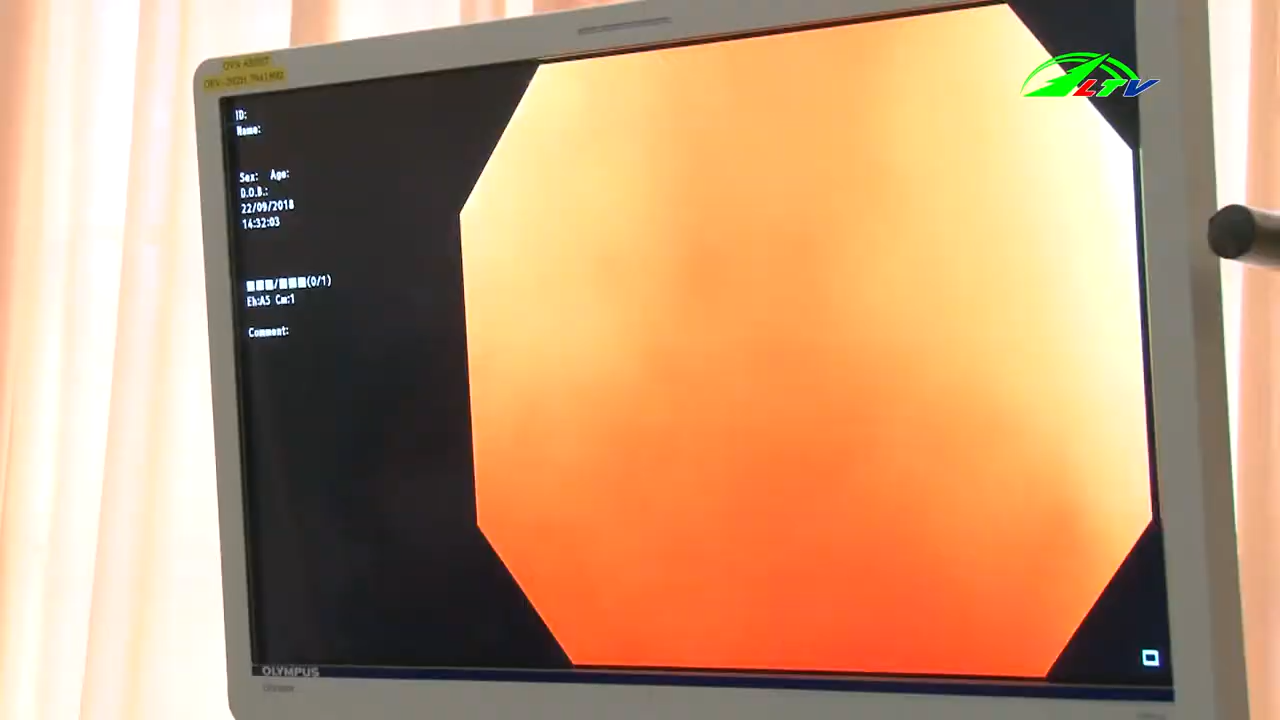 LTV
ID:
Name:
Sex: Age:
D.O.B.:
22/09/2018
14:32:03
(0/1)
Eh:A5 Cm:1
Comment:
OLYMPUS